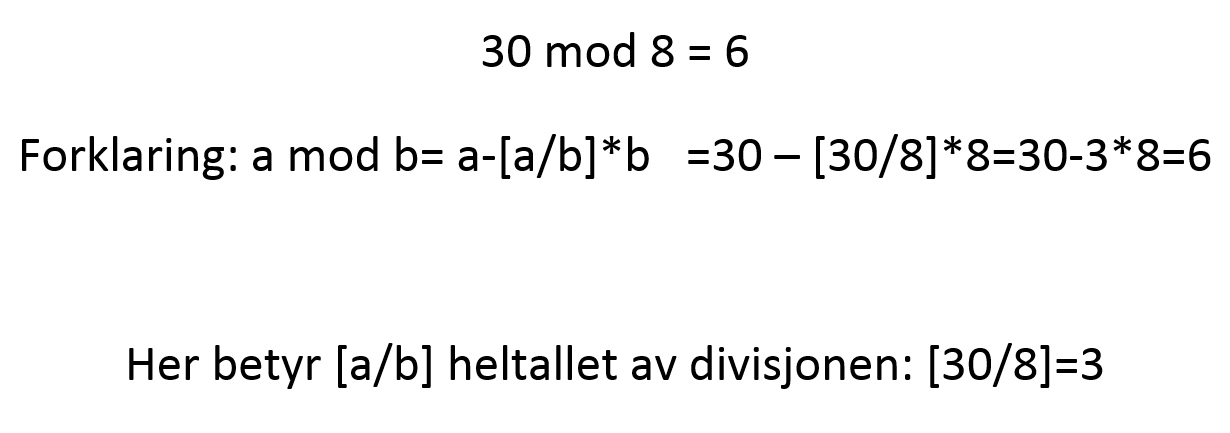 30 mod 8 = 6
Forklaring: a mod b= a-[a/b]*b =30 – [30/8]*8=30-3*8=6
Her betyr [a/b] heltallet av divisjonen: [30/8]=3